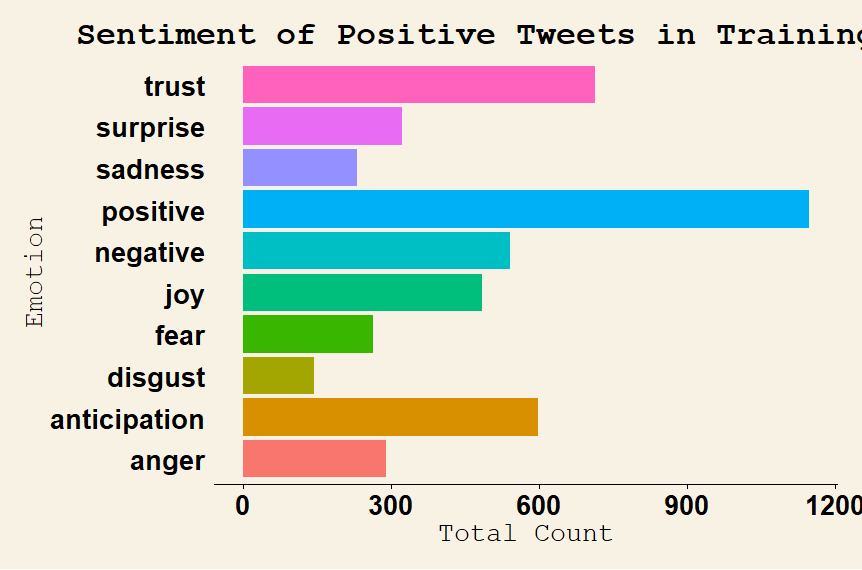 Sentiment of Positive Tweets in Training
trust
surprise
sadness
positive
negative
joy
fear
disgust
anticipation
anger
Emotion
0 300 600 900 1200
Total Count